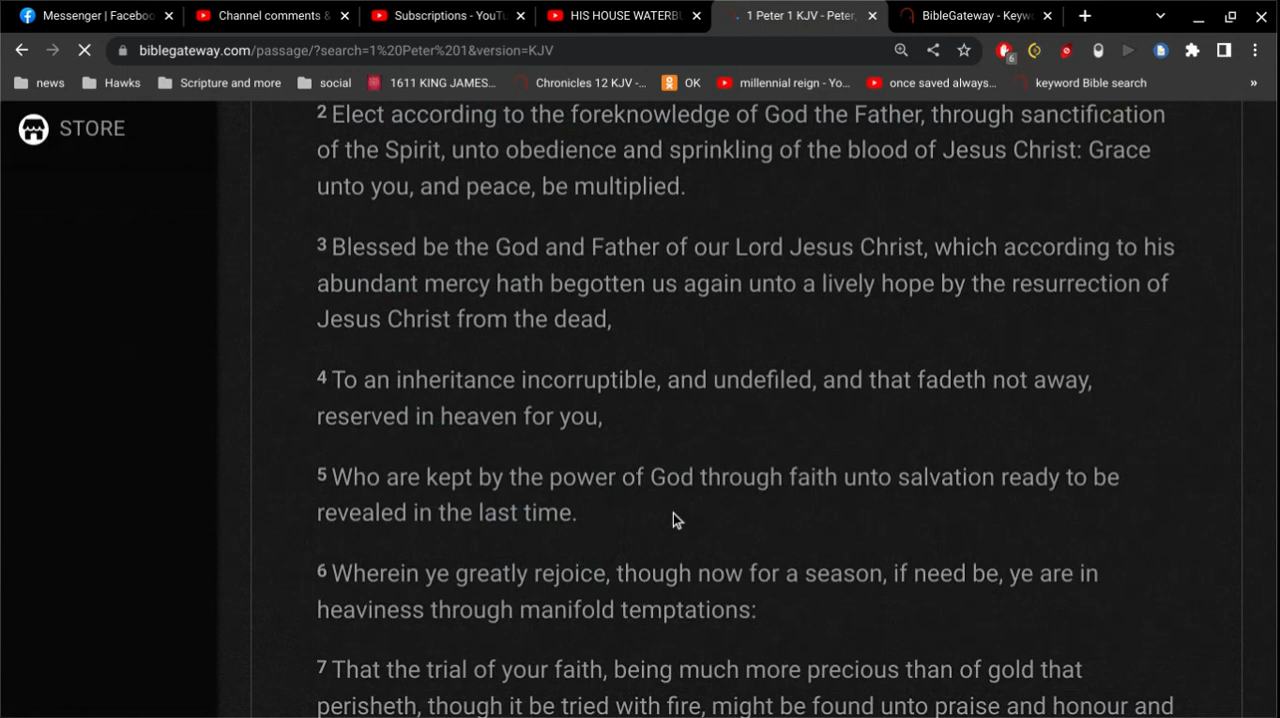 Messenger | Faceboo
Channel comments &
Subscriptions - YouTu
HIS HOUSE WATERBU
1 Peter 1 KJV - Peter,
BibleGateway - Keyw
biblegateway.com/passage/?search=1%20Peter%201&version=KJV
6
news
Hawks
Scripture and more
social
1611 KING JAMES...
Chronicles 12 KJV -...
OK
millennial reign - Yo...
once saved always...
keyword Bible search
»
STORE
2 Elect according to the foreknowledge of God the Father, through sanctification
of the Spirit, unto obedience and sprinkling of the blood of Jesus Christ: Grace
unto you, and peace, be multiplied.
3 Blessed be the God and Father of our Lord Jesus Christ, which according to his
abundant mercy hath begotten us again unto a lively hope by the resurrection of
Jesus Christ from the dead,
4 To an inheritance incorruptible, and undefiled, and that fadeth not away,
reserved in heaven for you,
5 Who are kept by the power of God through faith unto salvation ready to be
revealed in the last time.
6 Wherein ye greatly rejoice, though now for a season, if need be, ye are in
heaviness through manifold temptations:
7 That the trial of your faith, being much more precious than of gold that
perisheth, though it be tried with fire, might be found unto praise and honour and